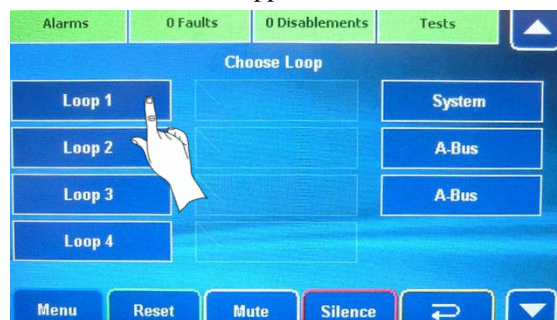 Alarms 0 Faults 0 Disablements Tests
Choose Loop
Loop 1 System
Loop 2 A-Bus
Loop 3 A-Bus
Loop 4
Menu Reset Mute Silence